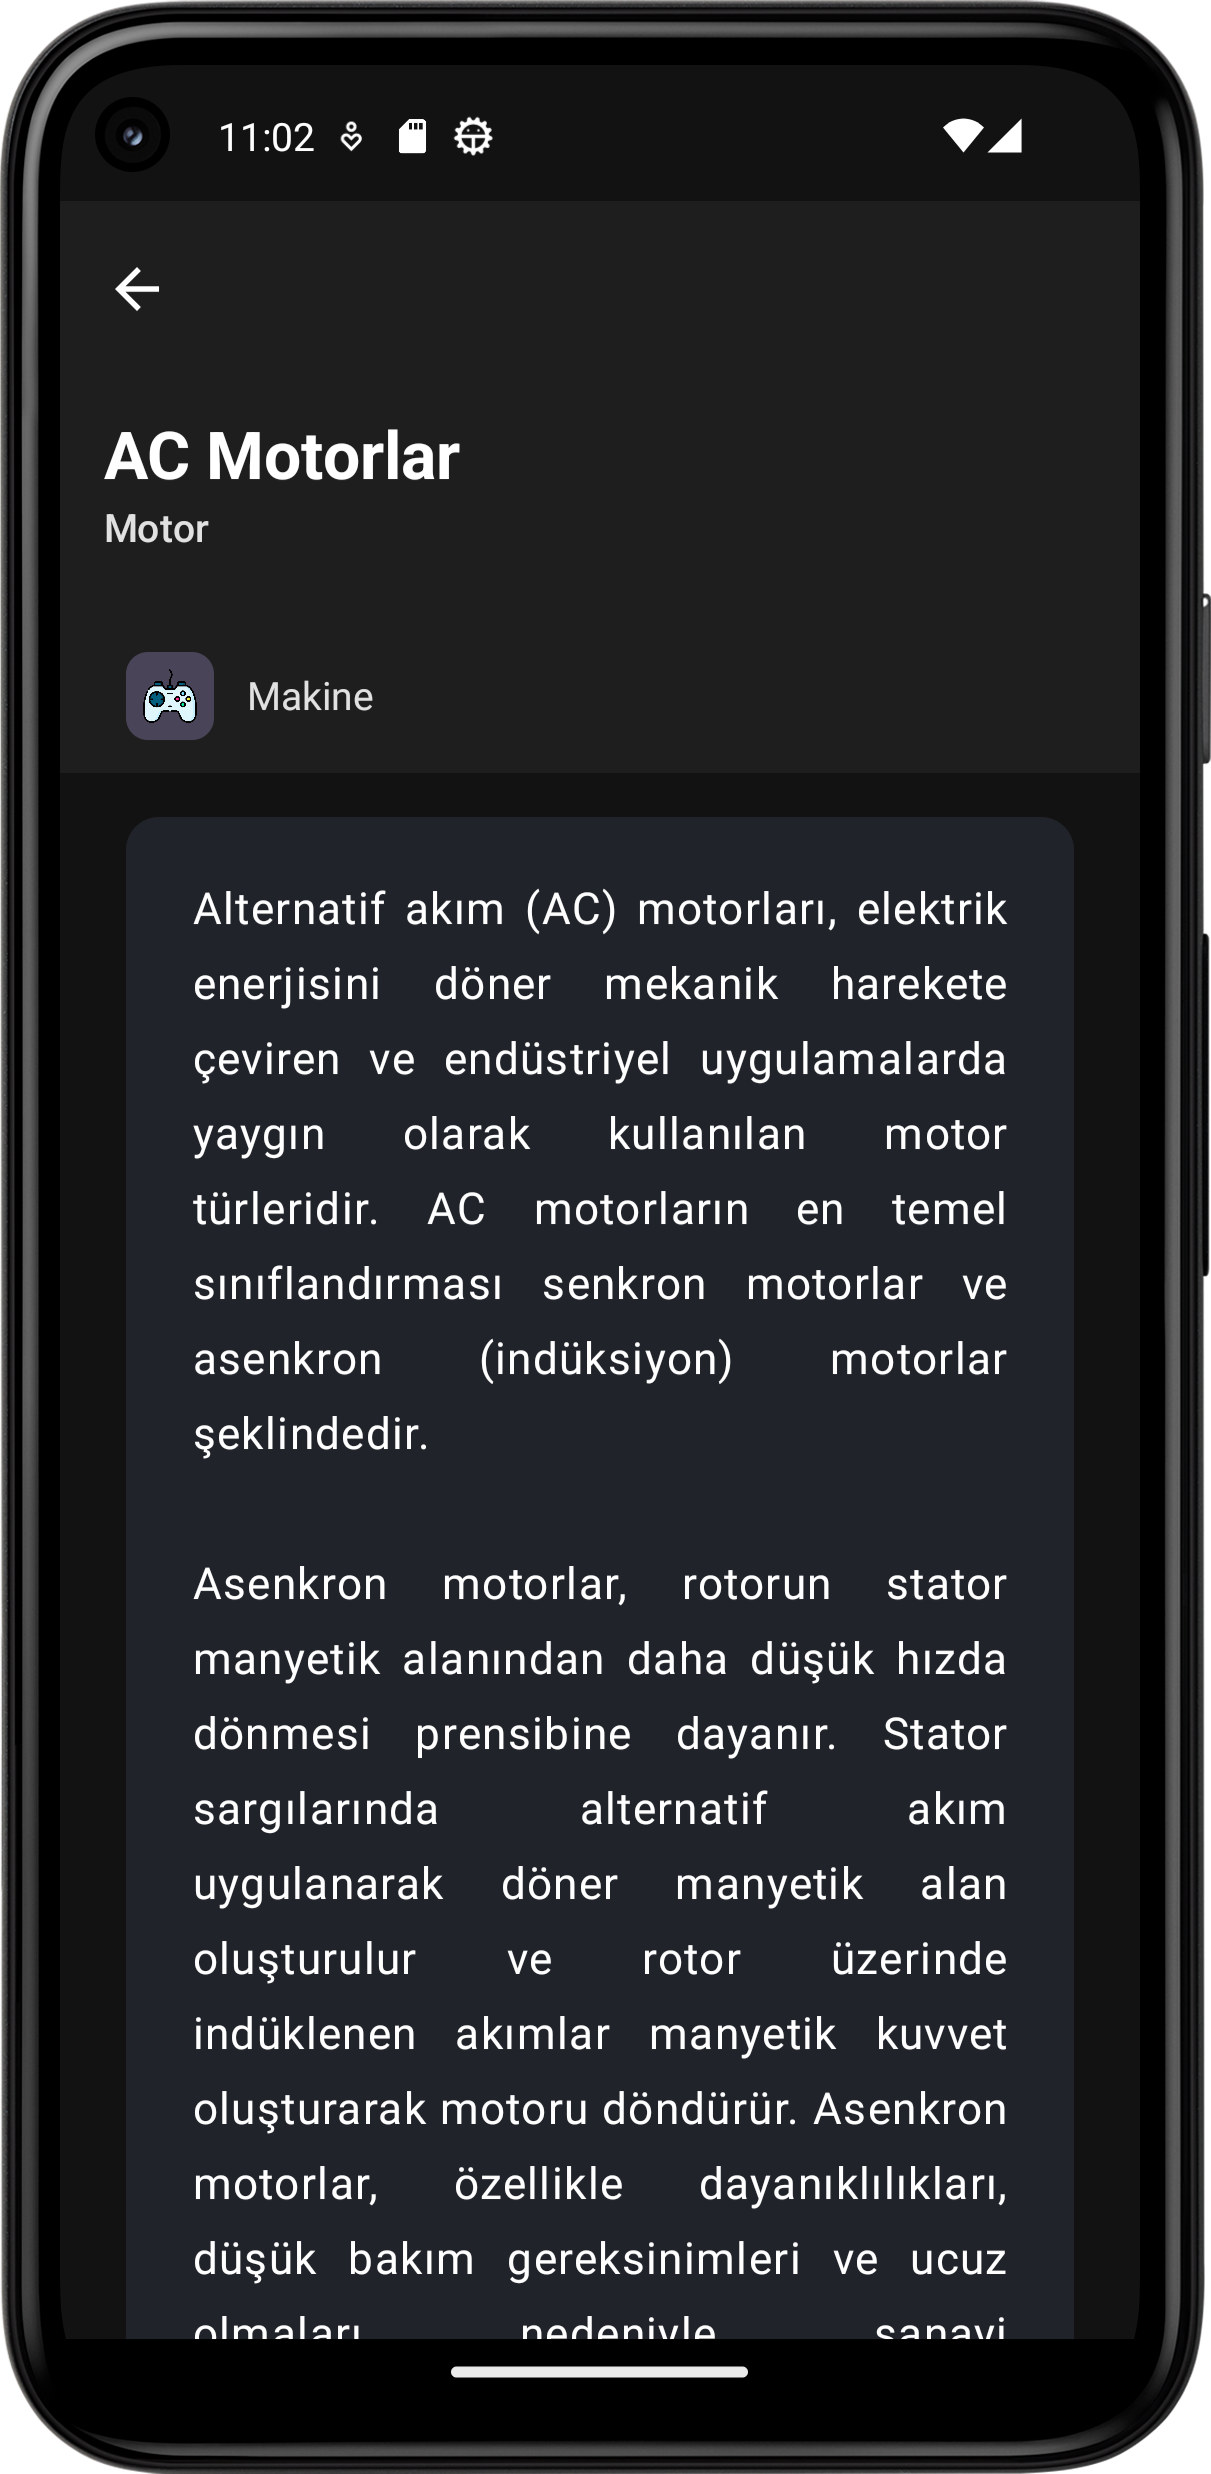 11:02
AC Motorlar
Motor
Makine
Alternatif akım (AC) motorları, elektrik
enerjisini döner mekanik harekete
çeviren ve endüstriyel uygulamalarda
yaygın olarak kullanılan motor
türleridir. AC motorların en temel
sınıflandırması senkron motorlar ve
asenkron (indüksiyon) motorlar
şeklindedir.
Asenkron motorlar, rotorun stator
manyetik alanından daha düşük hızda
dönmesi prensibine dayanır. Stator
sargılarında alternatif akım
uygulanarak döner manyetik alan
oluşturulur ve rotor üzerinde
indüklenen akımlar manyetik kuvvet
oluşturarak motoru döndürür. Asenkron
motorlar, özellikle dayanıklılıkları,
düşük bakım gereksinimleri ve ucuz
olmaları nedeniyle sanayi